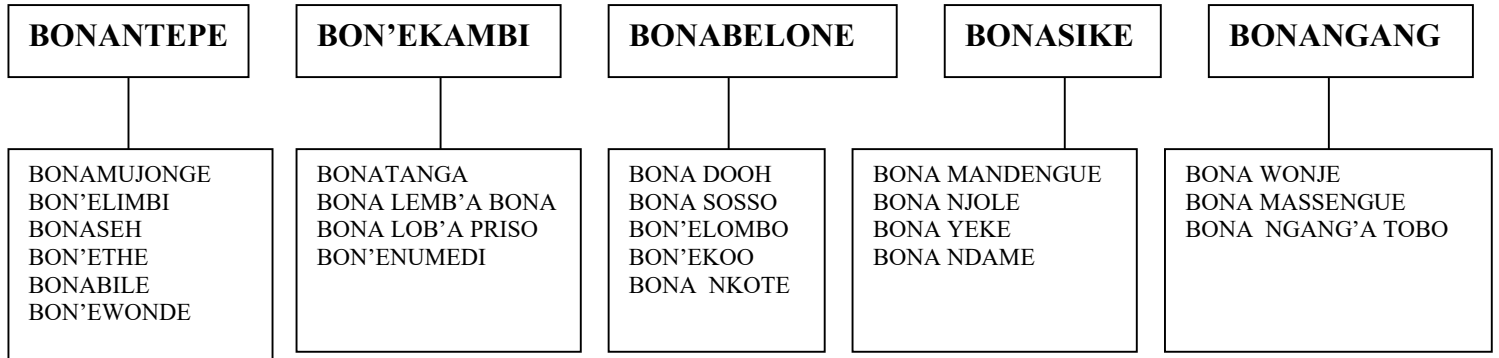 BONANTEPE
BON’EKAMBI
BONABELONE
BONASIKE
BONANGANG
BONAMUJONGE
BON’ELIMBI
BONASEH
BON’ETHE
BONABILE
BON’EWONDE
BONATANGA
BONA LEMB’A BONA
BONA LOB’A PRISO
BON’ENUMEDI
BONA DOOH
BONA SOSSO
BON’ELOMBO
BON’EKOO
BONA NKOTE
BONA MANDENGUE
BONA NJOLE
BONA YEKE
BONA NDAME
BONA WONJE
BONA MASSENGUE
BONA NGANG’A TOBO